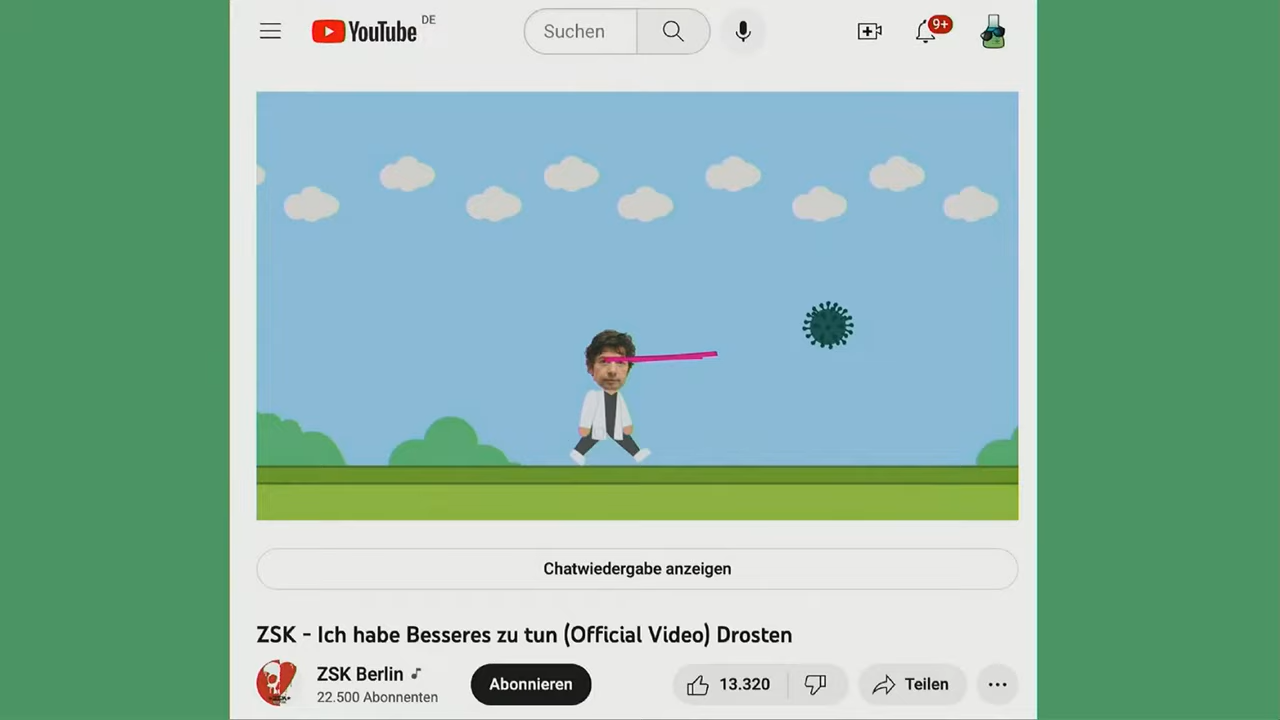 YouTube DE
Suchen
9+
Chatwiedergabe anzeigen
ZSK - Ich habe Besseres zu tun (Official Video) Drosten
ZSK Berlin
22.500 Abonnenten
Abonnieren
13.320
Teilen